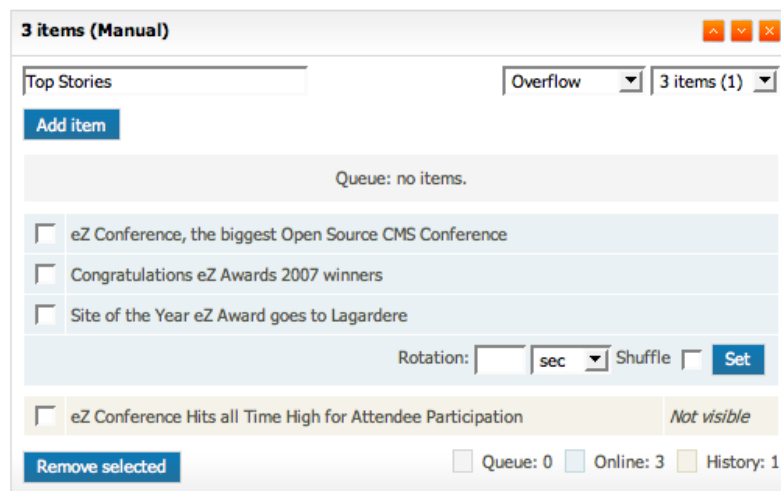 3 items (Manual)
Top Stories Overflow 3 items (1)
Add item
Queue: no items.
eZ Conference, the biggest Open Source CMS Conference
Congratulations eZ Awards 2007 winners
Site of the Year eZ Award goes to Lagardere
Rotation: sec Shuffle Set
eZ Conference Hits all Time High for Attendee Participation Not visible
Remove selected Queue: 0 Online: 3 History: 1